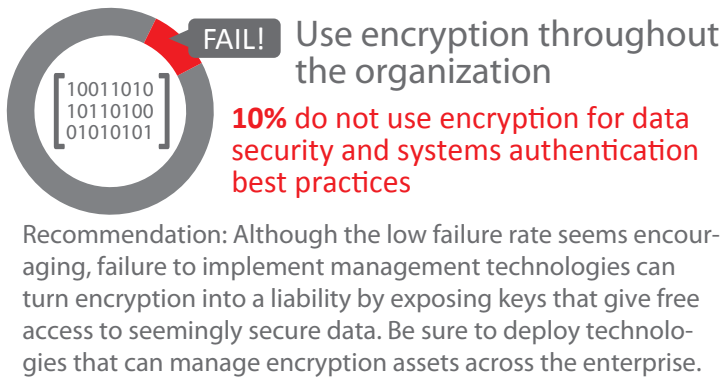 FAIL!
Use encryption throughout
the organization
10011010
10110100
01010101
10% do not use encryption for data
security and systems authentication
best practices
Recommendation: Although the low failure rate seems encour-
aging, failure to implement management technologies can
turn encryption into a liability by exposing keys that give free
access to seemingly secure data. Be sure to deploy technolo-
gies that can manage encryption assets across the enterprise.